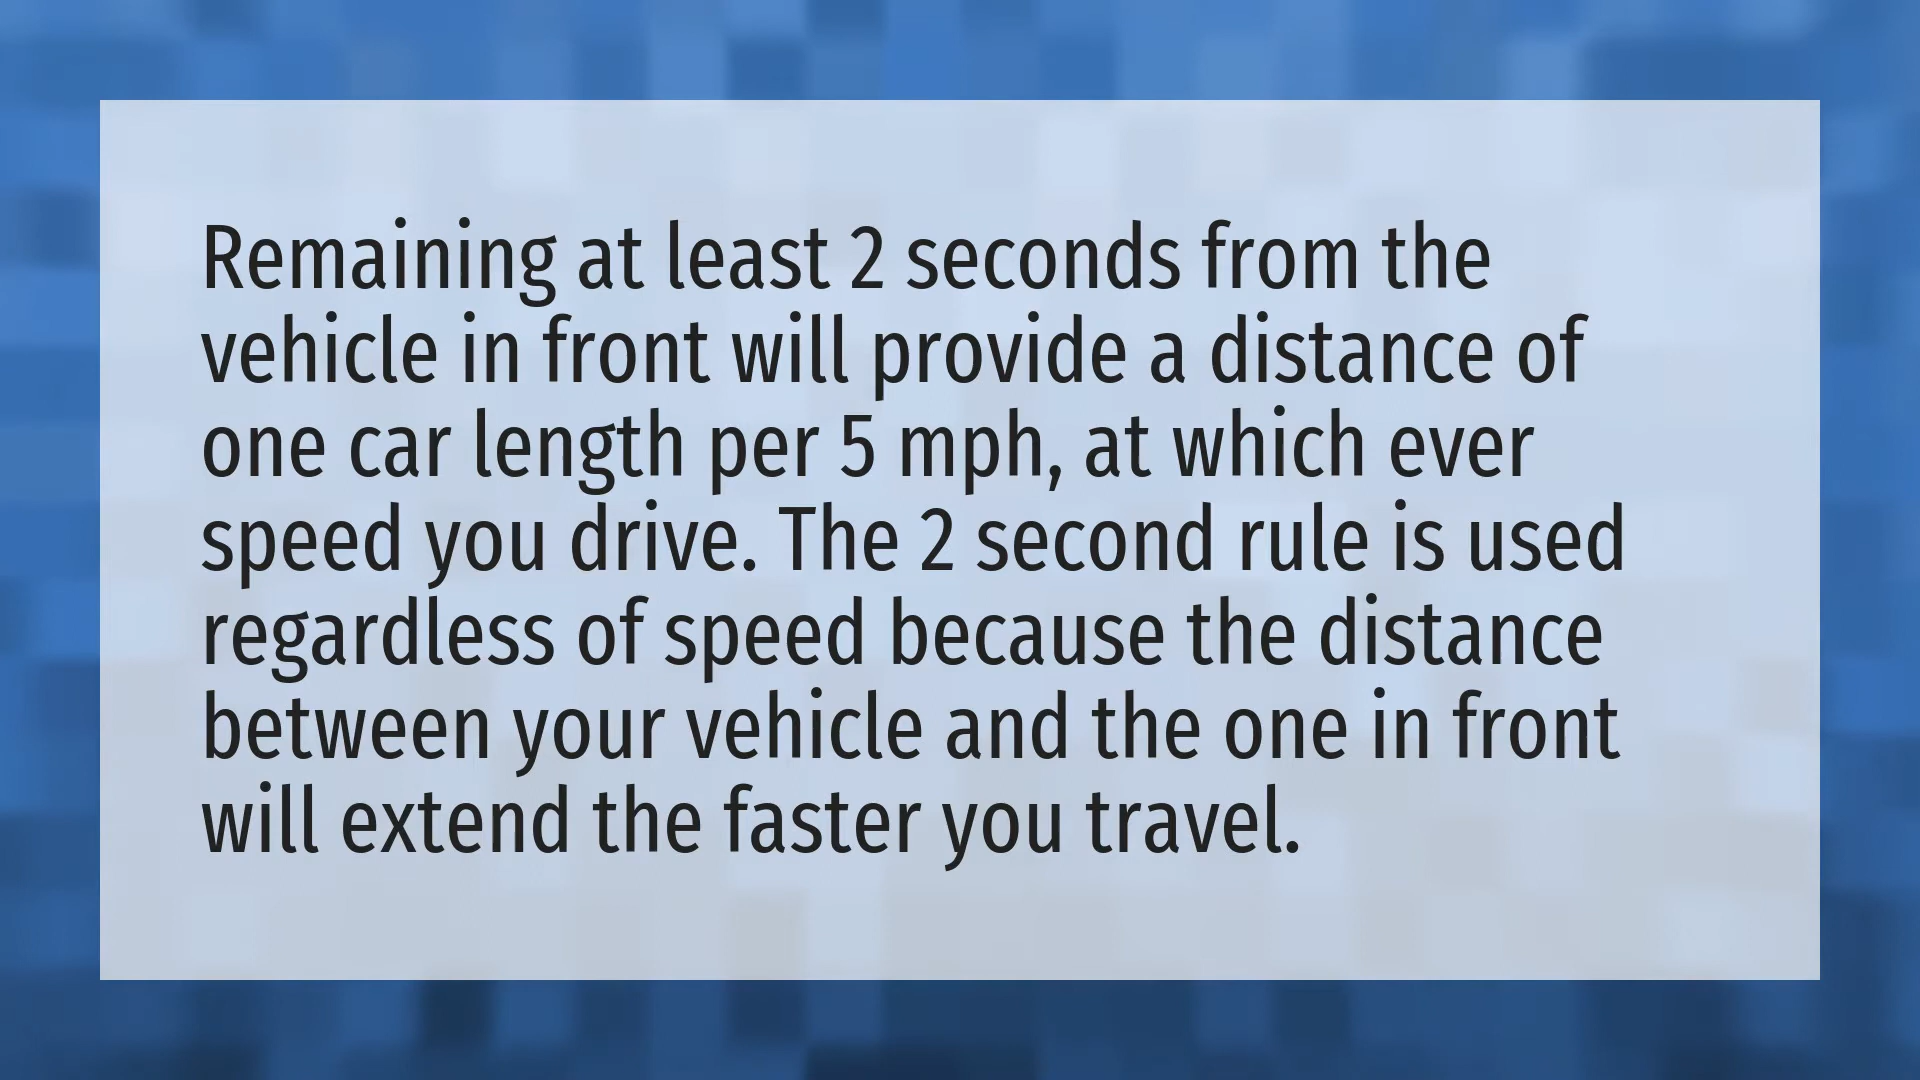 Remaining at least 2 seconds from the
vehicle in front will provide a distance of
one car length per 5 mph, at which ever
speed you drive. The 2 second rule is used
regardless of speed because the distance
between your vehicle and the one in front
will extend the faster you travel.